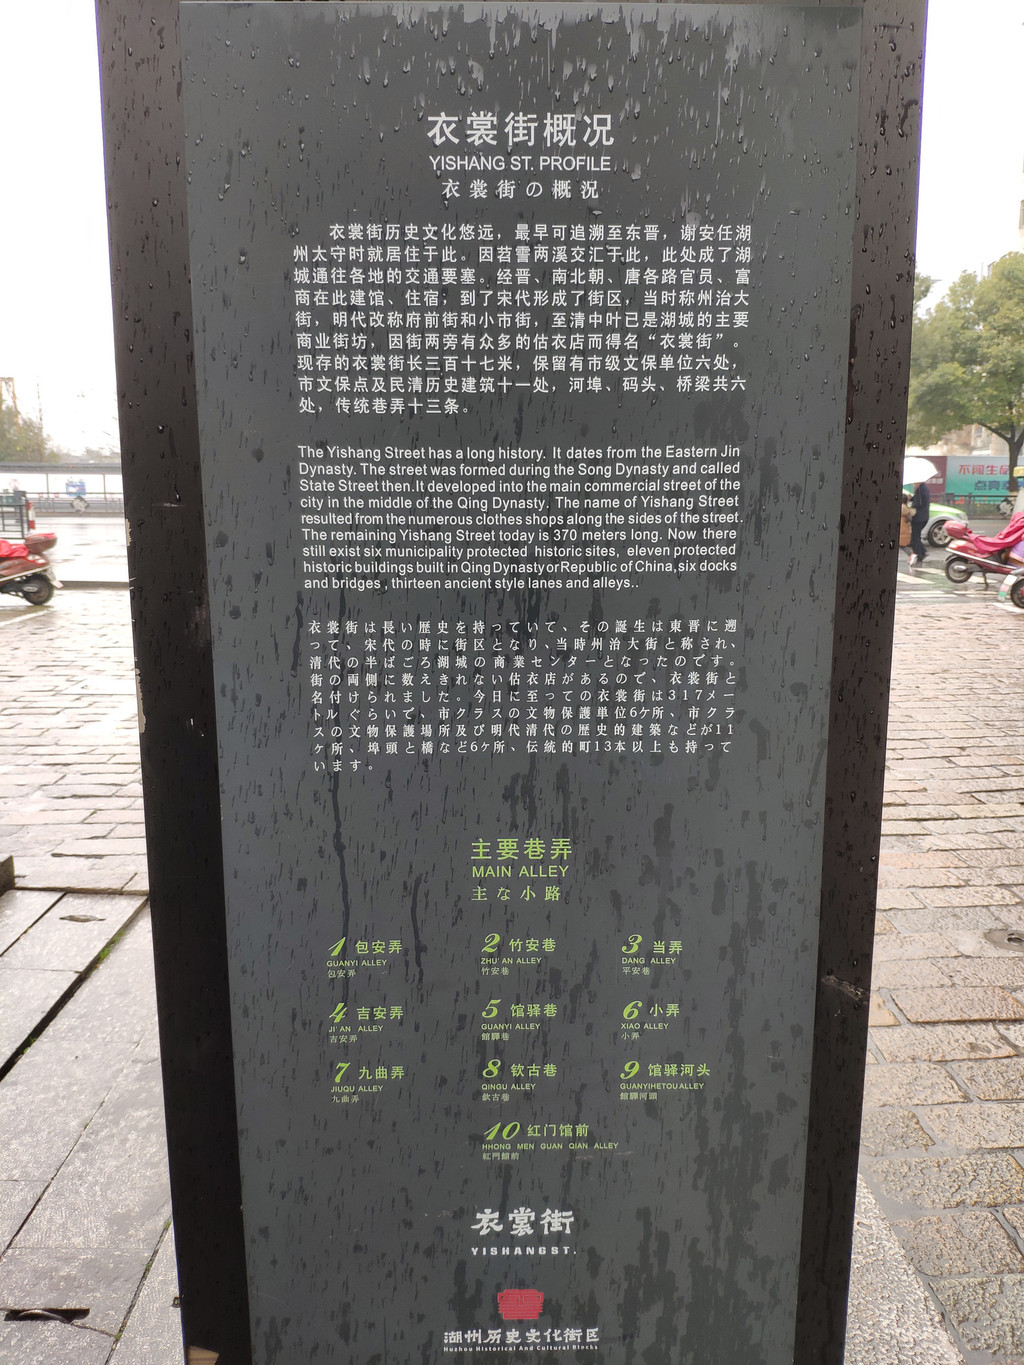 衣裳街概况
YISHANG ST. PROFILE
衣裳街の概況
衣裳街历史文化悠远，最早可追溯至东晋，谢安任湖
州太守时就居住于此。因苕霅两溪交汇于此，此处成了湖
城通往各地的交通要塞。经晋、南北朝、唐各路官员、富
商在此建馆、住宿；到了宋代形成了街区，当时称州治大
街，明代改称府前街和小市街，至清中叶已是湖城的主要
商业街坊，因街两旁有众多的估衣店而得名“衣裳街”。
现存的衣裳街长三百十七米，保留有市级文保单位六处，
市文保点及民清历史建筑十一处，河埠、码头、桥梁共六
处，传统巷弄十三条。
The Yishang Street has a long history. It dates from the Eastern Jin
Dynasty. The street was formed during the Song Dynasty and called
State Street then.It developed into the main commercial street of the
city in the middle of the Qing Dynasty. The name of Yishang Street
resulted from the numerous clothes shops along the sides of the street.
The remaining Yishang Street today is 370 meters long. Now there
still exist six municipality protected historic sites, eleven protected
historic buildings built in Qing Dynasty or Republic of China,six docks
and bridges , thirteen ancient style lanes and alleys..
衣裳街は長い歴史を持っていて、その誕生は東晋に遡
って、宋代の時に街区となり、当時州治大街と称され、
清代の半ばごろ湖城の商業センターとなったのです。
街の両側に数えきれない估衣店があるので、衣裳街と
名付けられました。今日に至っての衣裳街は317メー
トルぐらいで、市クラスの文物保護単位6ケ所、市クラ
スの文物保護場所及び明代清代の歴史的建築などが11
ケ所、埠頭と橋など6ケ所、伝統的町13本以上も持って
います。
主要巷弄
MAIN ALLEY
主な小路
1 包安弄
GUANYI ALLEY
包安弄
2 竹安巷
ZHU' AN ALLEY
竹安巷
3 当弄
DANG ALLEY
平安巷
4 吉安弄
JI' AN ALLEY
吉安弄
5 馆驿巷
GUANYI ALLEY
館驛巷
6 小弄
XIAO ALLEY
小弄
7 九曲弄
JIUQU ALLEY
九曲弄
8 钦古巷
QINGU ALLEY
欽古巷
9 馆驿河头
GUANYIHETOU ALLEY
館驛河頭
10 红门馆前
HHONG MEN GUAN QIAN ALLEY
紅門館前
衣裳街
YISHANGST.
湖州历史文化街区
Huzhou Historical And Cultural Blocks